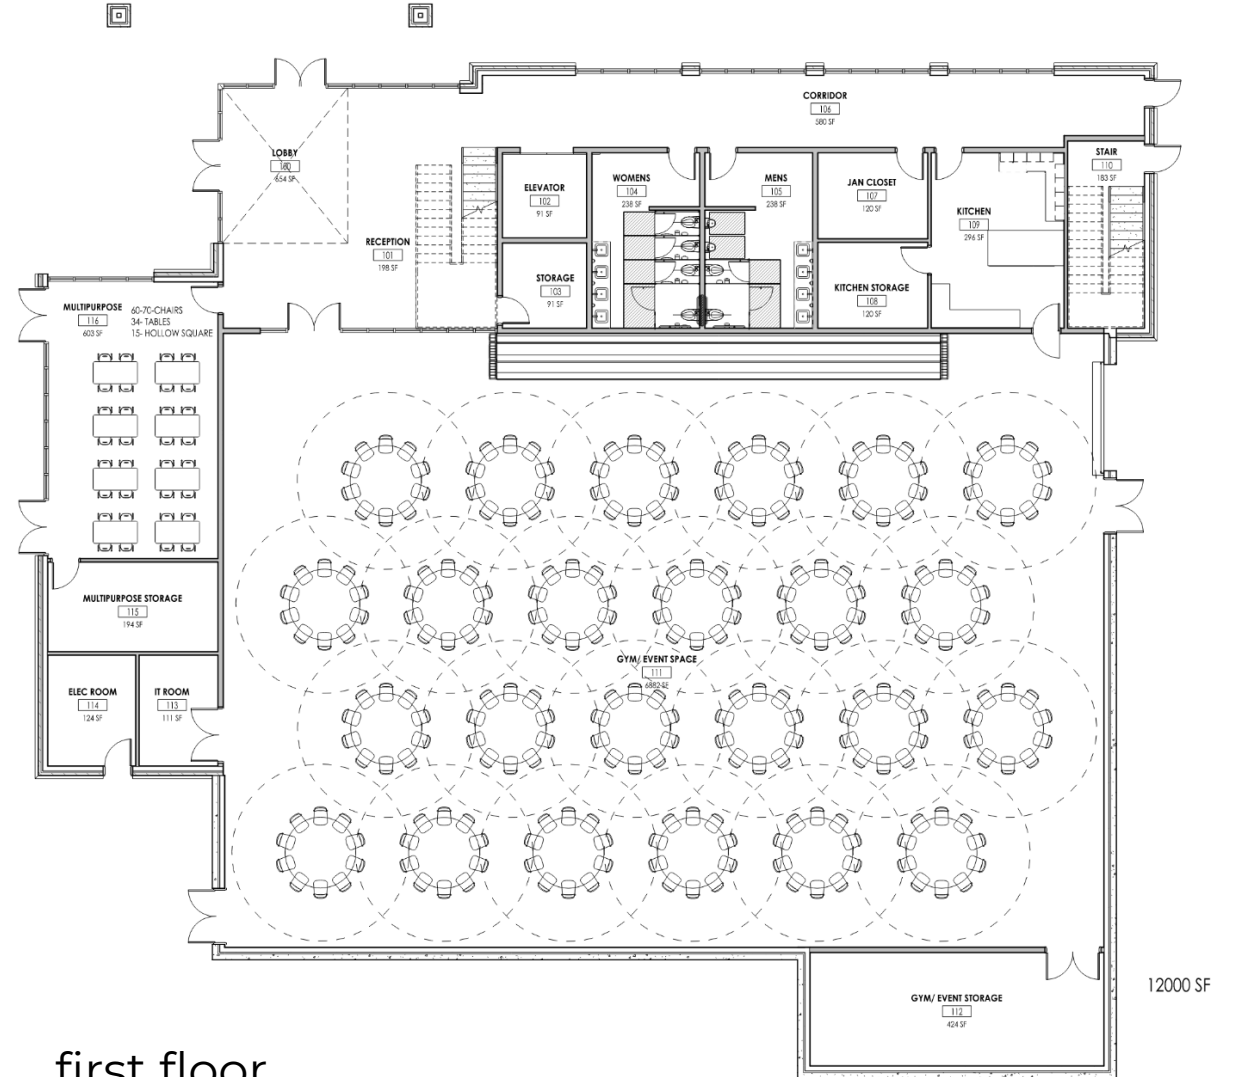 CORRIDOR
106
580 SF
LOBBY
100
654 SF
ELEVATOR
102
91 SF
WOMENS
104
238 SF
MENS
105
238 SF
JAN CLOSET
107
120 SF
STAIR
110
183 SF
KITCHEN
109
296 SF
RECEPTION
101
198 SF
STORAGE
103
91 SF
KITCHEN STORAGE
108
120 SF
MULTIPURPOSE
116
603 SF
60-70-CHAIRS
34- TABLES
15- HOLLOW SQUARE
MULTIPURPOSE STORAGE
115
194 SF
GYM/ EVENT SPACE
111
6882 SF
ELEC ROOM
114
124 SF
IT ROOM
113
111 SF
GYM/ EVENT STORAGE
112
424 SF
12000 SF
first floor